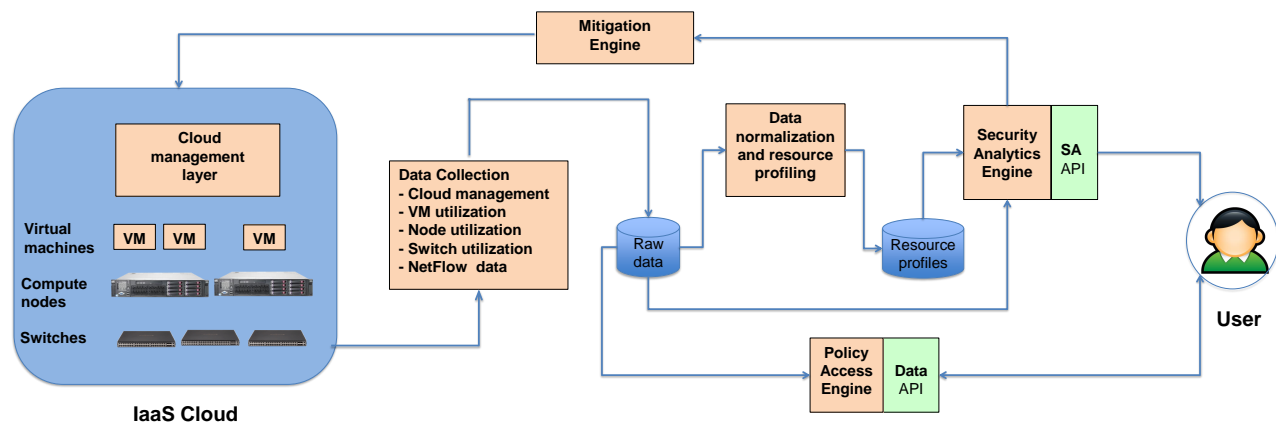 Mitigation
Engine
Cloud
management
layer
Virtual
machines
VM
VM
VM
Compute
nodes
Switches
IaaS Cloud
Data Collection
- Cloud management
- VM utilization
- Node utilization
- Switch utilization
- NetFlow data
Raw
data
Data
normalization
and resource
profiling
Resource
profiles
Security
Analytics
Engine
SA
API
Policy
Access
Engine
Data
API
User